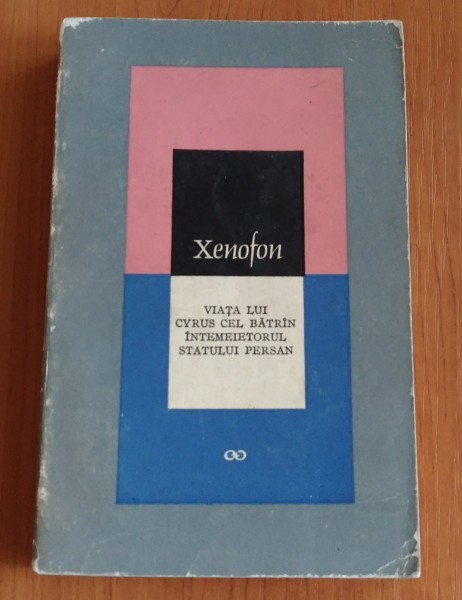 Xenofon
VIAȚA LUI
CYRUS CEL BĂTRÎN
ÎNTEMEIETORUL
STATULUI PERSAN